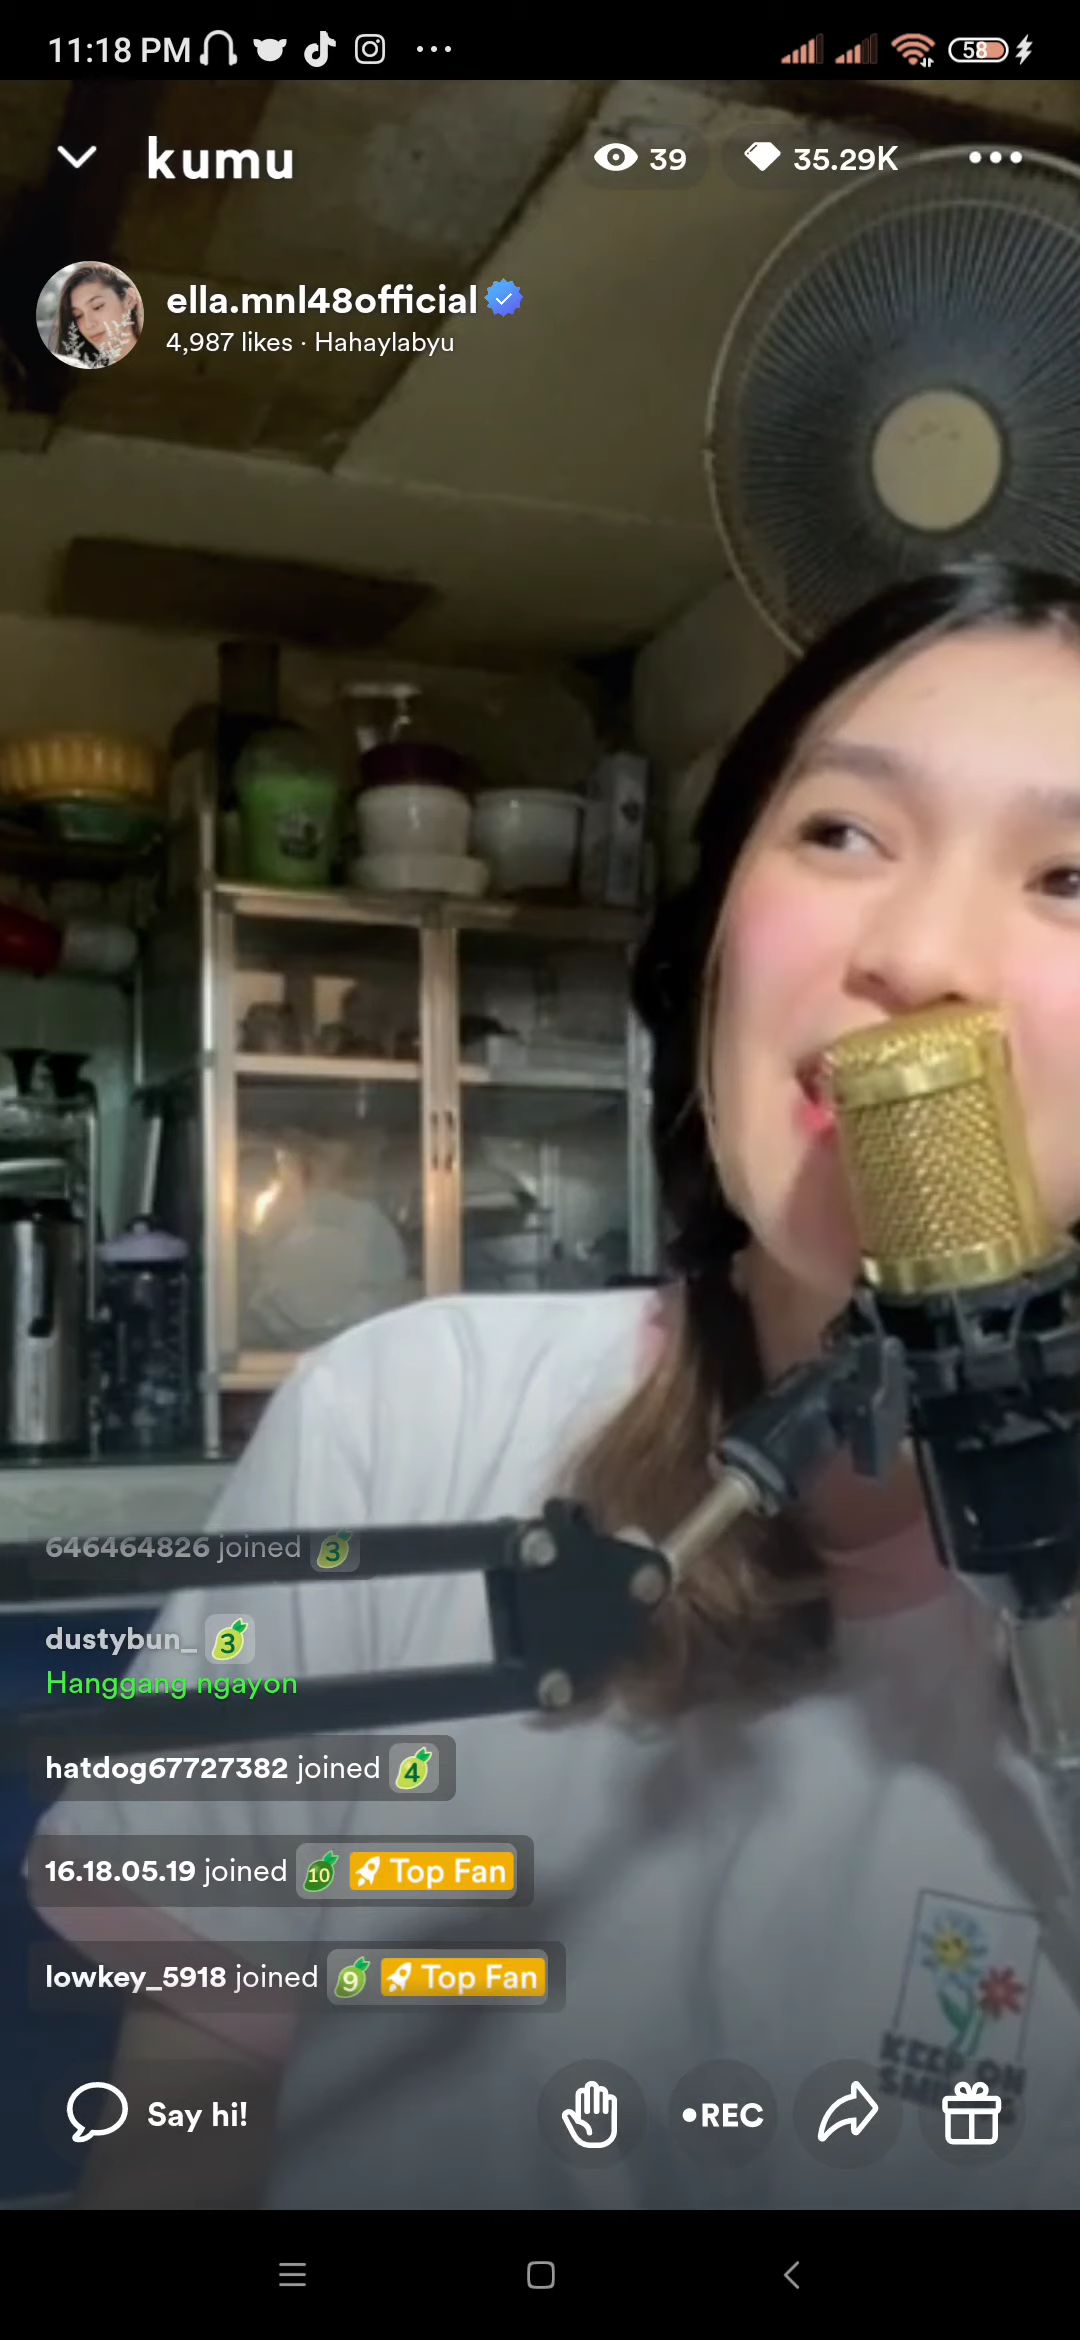 11:18 PM
58
kumu
39
35.29K
ella.mnl48official
4,987 likes · Hahaylabyu
646464826 joined 3
dustybun_ 3
Hanggang ngayon
hatdog67727382 joined 4
16.18.05.19 joined 10 Top Fan
lowkey_5918 joined 9 Top Fan
KEEP ON
Say hi!
•REC